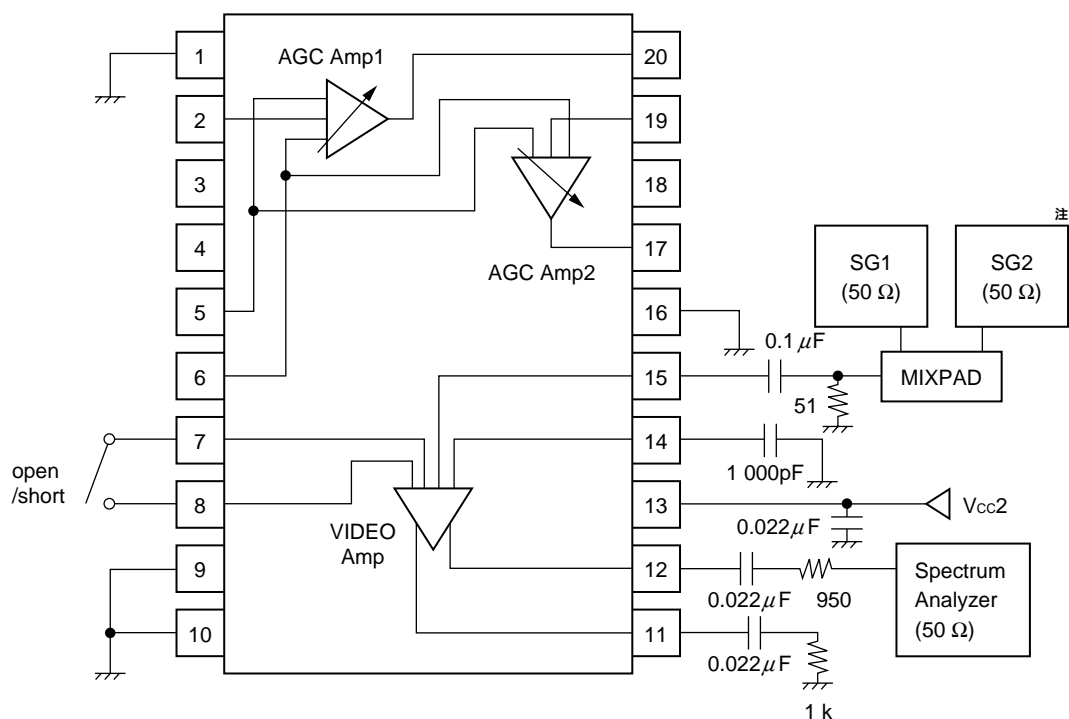 1
2
3
4
5
6
7
8
9
10
20
19
18
17
16
15
14
13
12
11
AGC Amp1
AGC Amp2
VIDEO
Amp
open
/short
注
SG1
(50 Ω)
SG2
(50 Ω)
MIXPAD
0.1 μF
51
1 000pF
Vcc2
0.022 μF
0.022 μF
950
Spectrum
Analyzer
(50 Ω)
0.022 μF
1 k